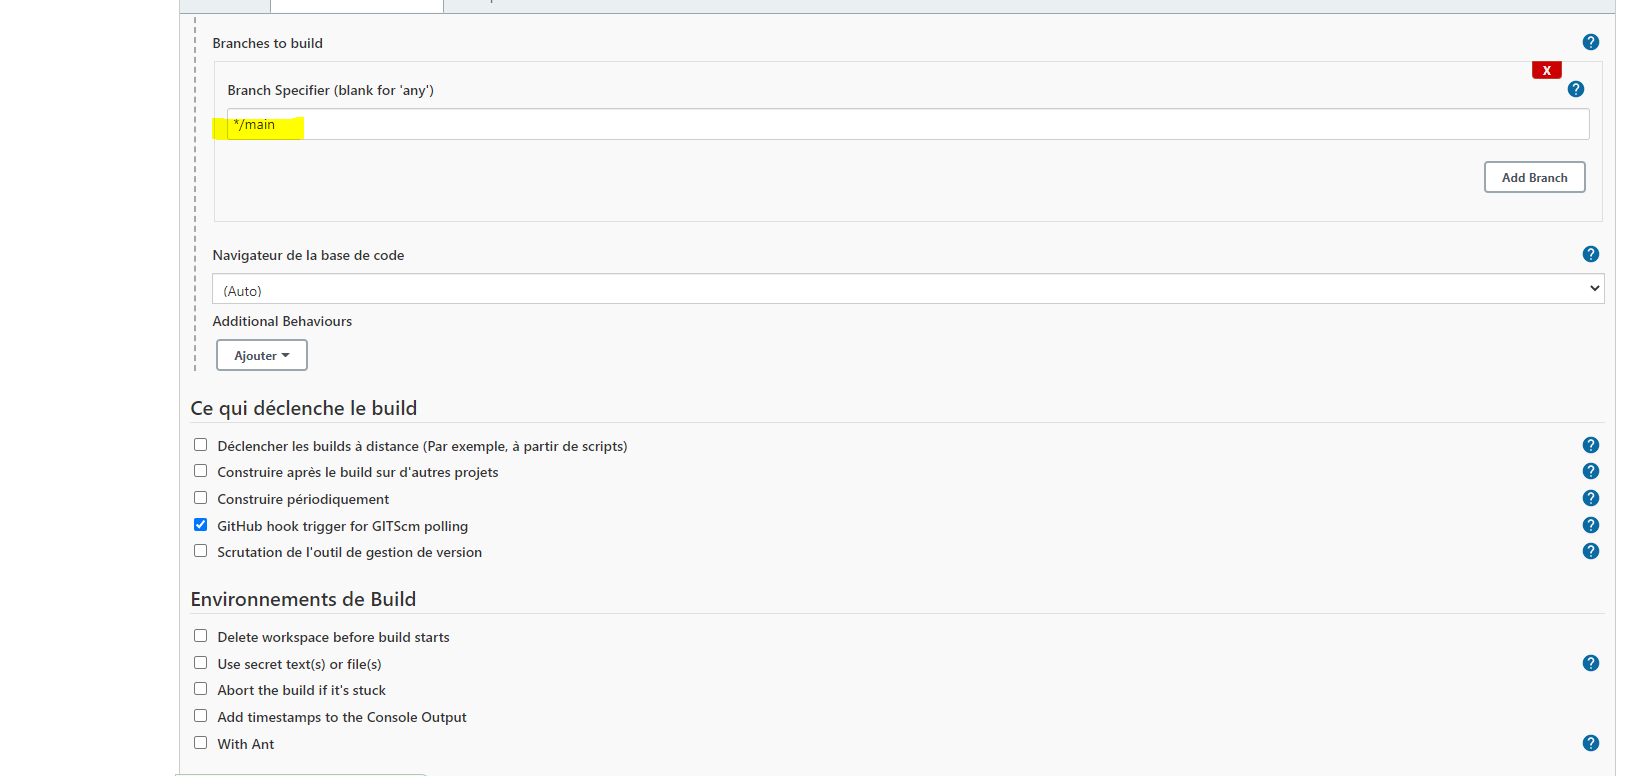 Branches to build
X
Branch Specifier (blank for 'any')
*/main
Add Branch
Navigateur de la base de code
(Auto)
Additional Behaviours
Ajouter
Ce qui déclenche le build
Déclencher les builds à distance (Par exemple, à partir de scripts)
Construire après le build sur d'autres projets
Construire périodiquement
GitHub hook trigger for GITScm polling
Scrutation de l'outil de gestion de version
Environnements de Build
Delete workspace before build starts
Use secret text(s) or file(s)
Abort the build if it's stuck
Add timestamps to the Console Output
With Ant